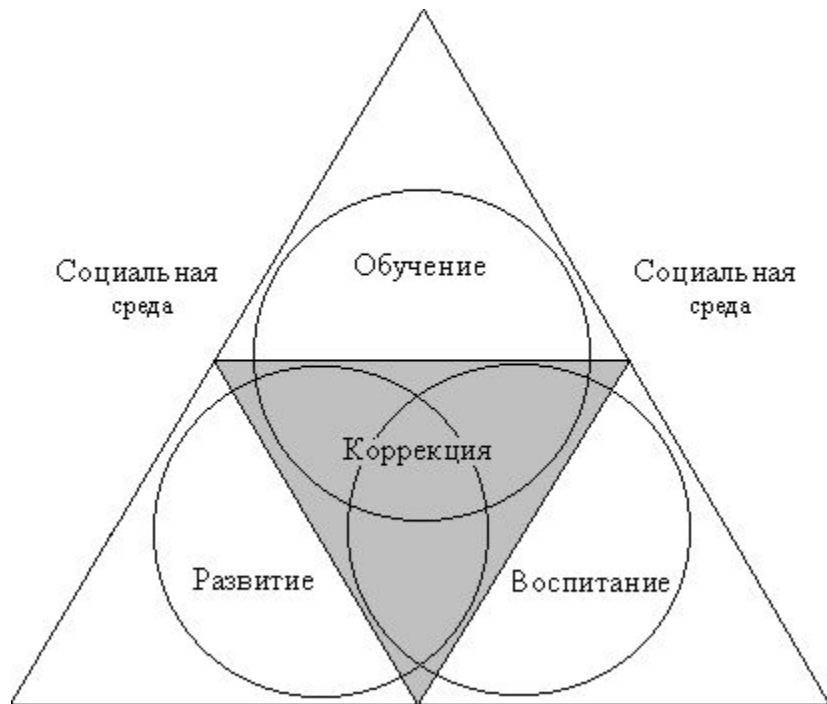 Обучение
Социальная
среда
Социальная
среда
Коррекция
Развитие
Воспитание